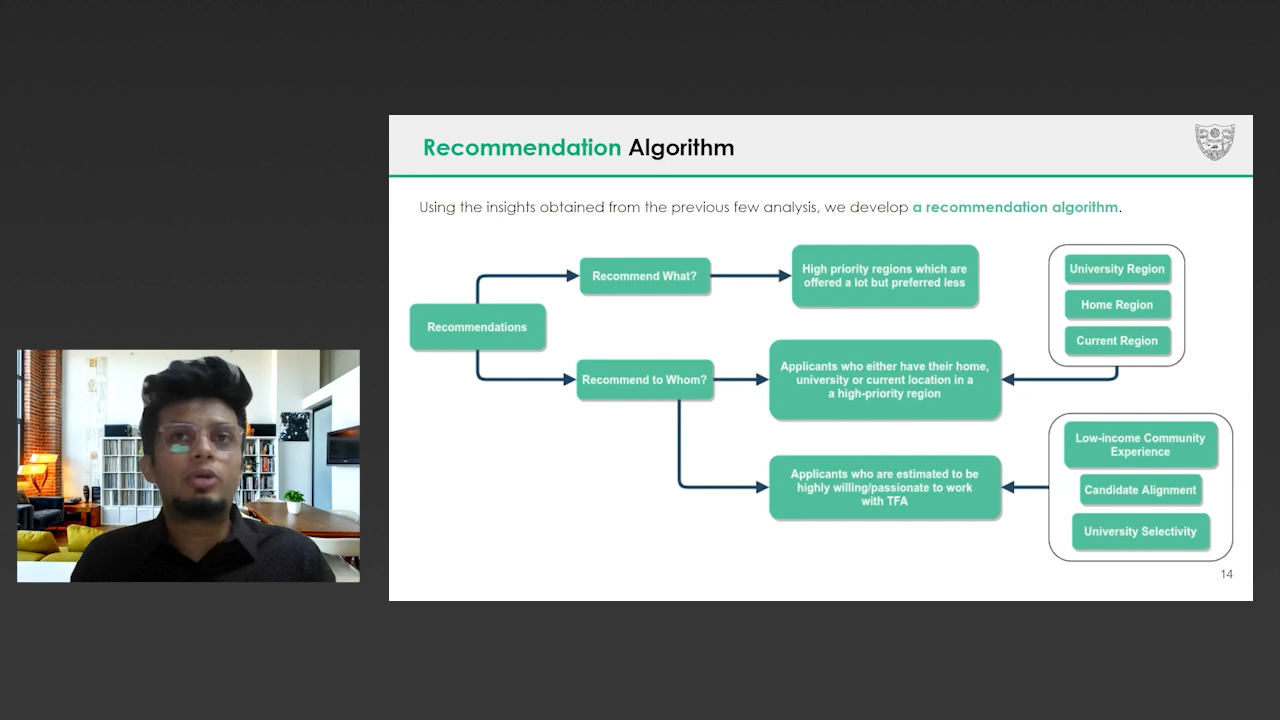 Recommendation Algorithm
Using the insights obtained from the previous few analysis, we develop a recommendation algorithm.
Recommendations
Recommend What?
High priority regions which are
offered a lot but preferred less
University Region
Home Region
Current Region
Recommend to Whom?
Applicants who either have their home,
university or current location in a
a high-priority region
Applicants who are estimated to be
highly willing/passionate to work
with TFA
Low-income Community
Experience
Candidate Alignment
University Selectivity
14